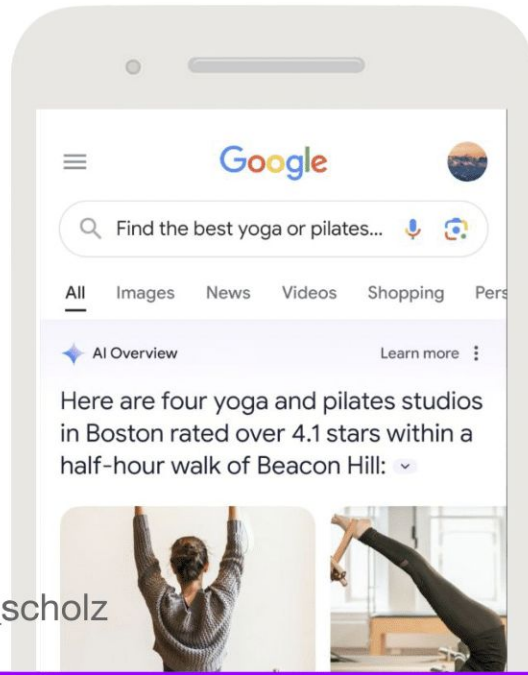 Google
Find the best yoga or pilates...
All Images News Videos Shopping Pers
AI Overview Learn more
Here are four yoga and pilates studios
in Boston rated over 4.1 stars within a
half-hour walk of Beacon Hill:
scholz